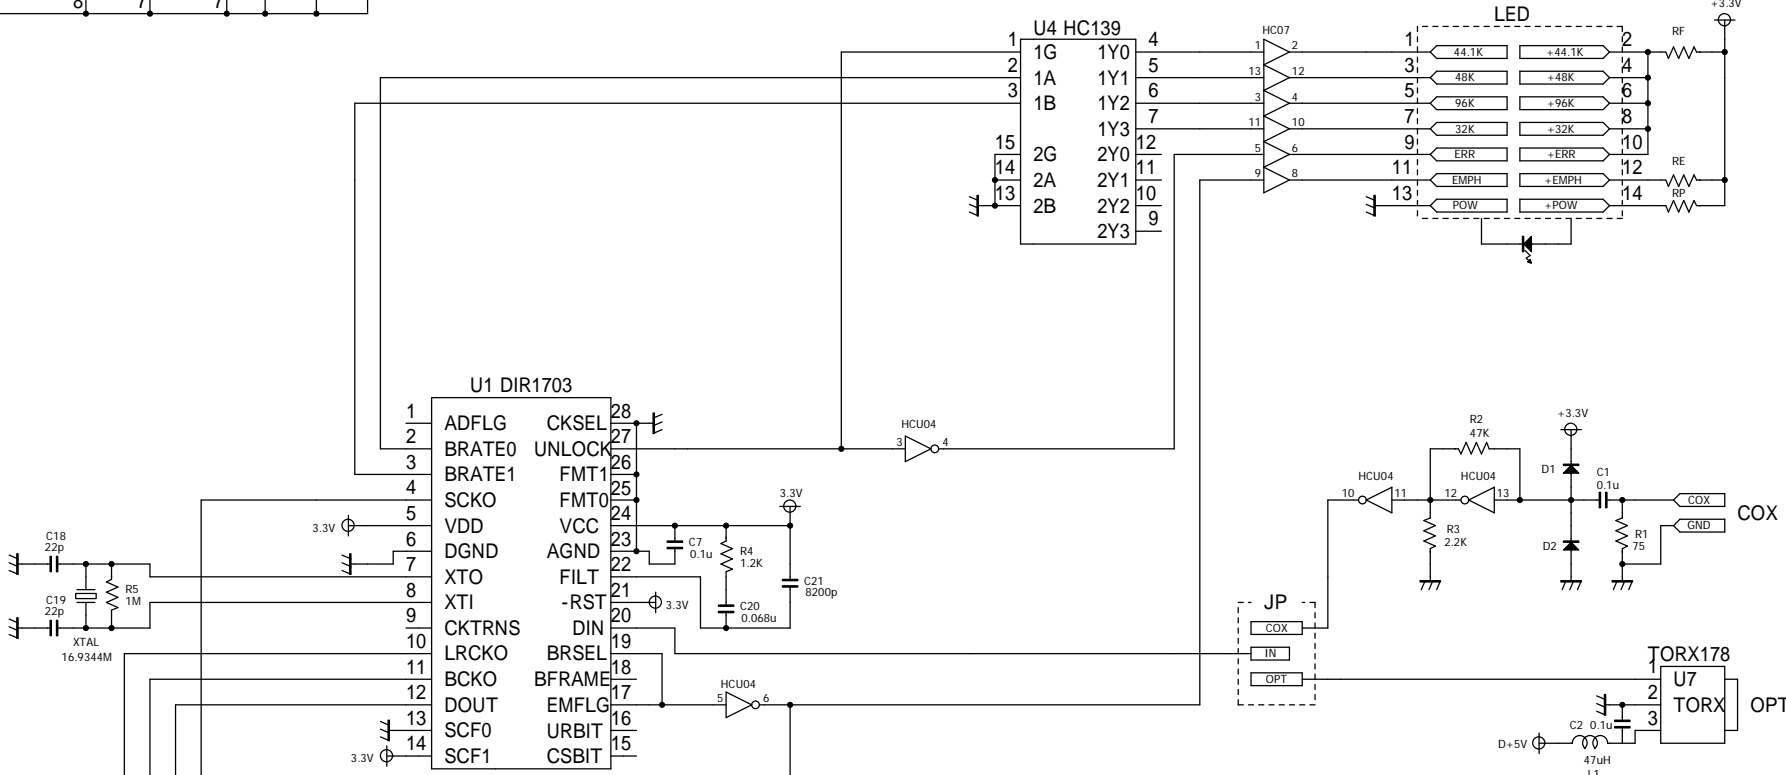 8 7 7
U4 HC139
1 1G 1Y0 4
2 1A 1Y1 5
3 1B 1Y2 6
1Y3 7
15 2G 2Y0 12
14 2A 2Y1 11
13 2B 2Y2 10
2Y3 9
HC07
1 2
13 12
3 4
11 10
5 6
9 8
LED
1 44.1K +44.1K 2
3 48K +48K 4
5 96K +96K 6
7 32K +32K 8
9 ERR +ERR 10
11 EMPH +EMPH 12
13 POW +POW 14
+3.3V
RF
RE
RP
U1 DIR1703
1 ADFLG CKSEL 28
2 BRATE0 UNLOCK 27
3 BRATE1 FMT1 26
4 SCKO FMT0 25
5 VDD VCC 24
6 DGND AGND 23
7 XTO FILT 22
8 XTI -RST 21
9 CKTRNS DIN 20
10 LRCKO BRSEL 19
11 BCKO BFRAME 18
12 DOUT EMFLG 17
13 SCF0 URBIT 16
14 SCF1 CSBIT 15
3.3V
3.3V
C18
22p
C19
22p
R5
1M
XTAL
16.9344M
HCU04
3 4
3.3V
C7
0.1u
R4
1.2K
C21
8200p
C20
0.068u
3.3V
HCU04
5 6
R2
47K
+3.3V
HCU04
10 11
HCU04
12 13
D1
C1
0.1u
R3
2.2K
D2
R1
75
COX
GND
COX
JP
COX
IN
OPT
TORX178
1 U7
2 TORX
3
OPT
C2 0.1u
D+5V
47uH
L1